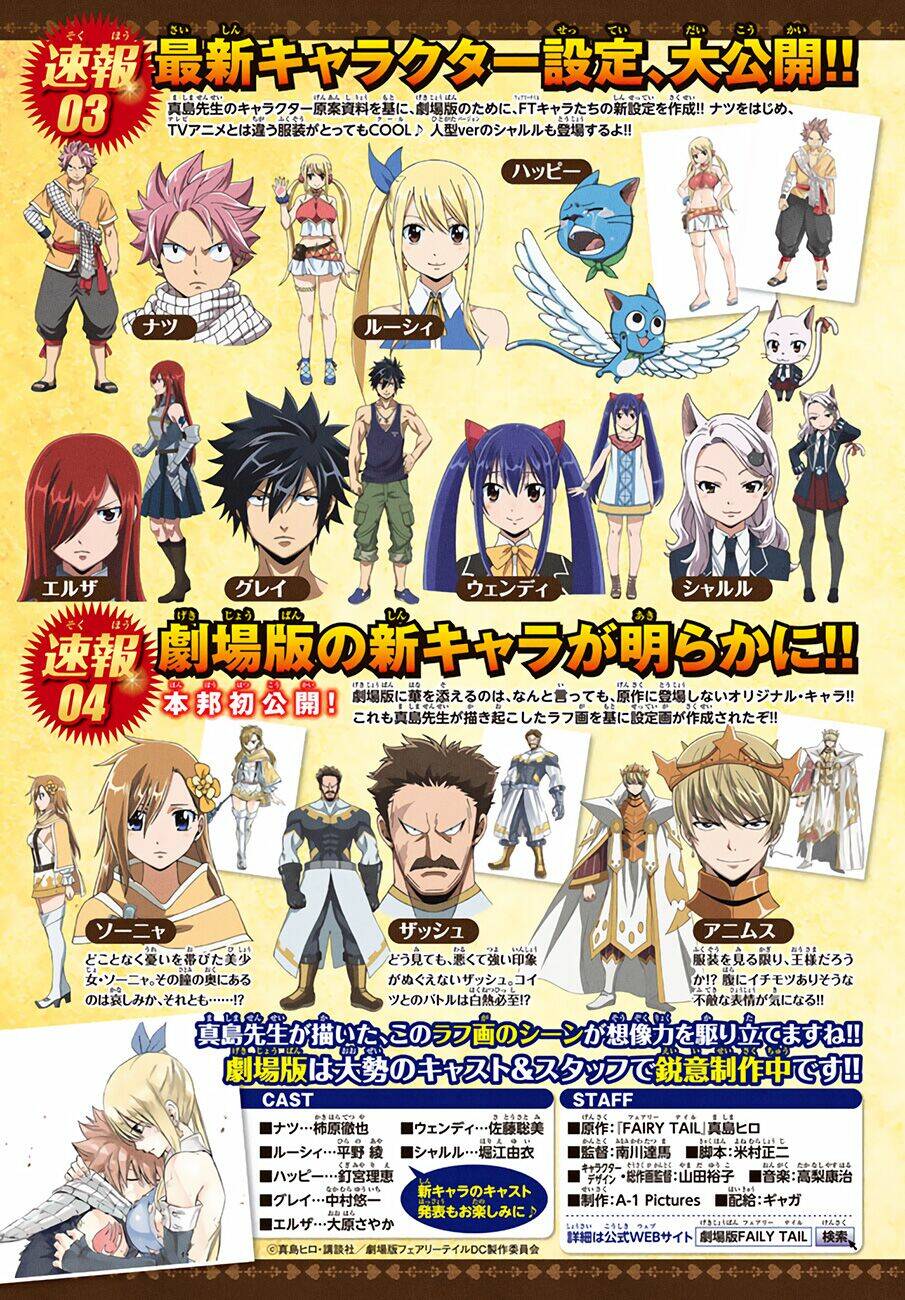 速報
03
最新キャラクター設定、大公開!!
真島先生のキャラクター原案資料を基に、劇場版のために、FTキャラたちの新設定を作成!! ナツをはじめ、
TVアニメとは違う服装がとってもCOOL♪ 人型verのシャルルも登場するよ!!
ハッピー
ナツ
ルーシィ
エルザ
グレイ
ウェンディ
シャルル
速報
04
劇場版の新キャラが明らかに!!
本邦初公開!
劇場版に華を添えるのは、なんと言っても、原作に登場しないオリジナル・キャラ!!
これも真島先生が描き起こしたラフ画を基に設定画が作成されたぞ!!
ソーニャ
どことなく憂いを帯びた美少
女・ソーニャ。その瞳の奥にある
のは哀しみか、それとも……!?
ザッシュ
どう見ても、悪くて強い印象
がぬぐえないザッシュ。コイ
ツとのバトルは白熱必至!?
アニムス
服装を見る限り、王様だろう
か!? 腹にイチモツありそうな
不敵な表情が気になる!!
真島先生が描いた、このラフ画のシーンが想像力を駆り立てますね!!
劇場版は大勢のキャスト&スタッフで鋭意制作中です!!
CAST
■ナツ…柿原徹也
■ルーシィ…平野 綾
■ハッピー…釘宮理恵
■グレイ…中村悠一
■エルザ…大原さやか
■ウェンディ…佐藤聡美
■シャルル…堀江由衣
新キャラのキャスト
発表もお楽しみに♪
STAFF
■原作:『FAIRY TAIL』真島ヒロ
■監督:南川達馬 ■脚本:米村正二
■キャラクターデザイン・総作画監督:山田裕子 ■音楽:高梨康治
■制作:A-1 Pictures ■配給:ギャガ
詳細は公式WEBサイト 劇場版FAILY TAIL 検索
©真島ヒロ・講談社／劇場版フェアリーテイルDC製作委員会